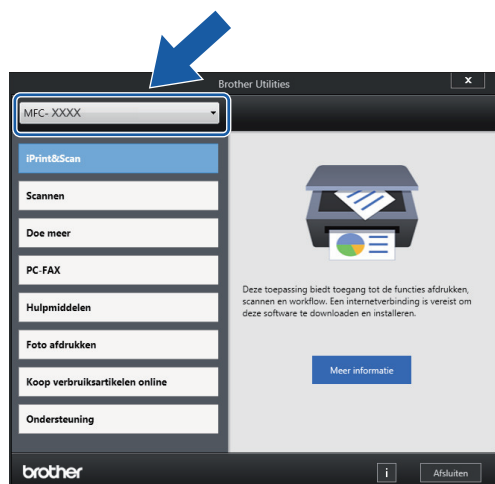 Brother Utilities
x
MFC- XXXX
iPrint&Scan
Scannen
Doe meer
PC-FAX
Hulpmiddelen
Foto afdrukken
Koop verbruiksartikelen online
Ondersteuning
Deze toepassing biedt toegang tot de functies afdrukken,
scannen en workflow. Een internetverbinding is vereist om
deze software te downloaden en installeren.
Meer informatie
brother
i
Afsluiten